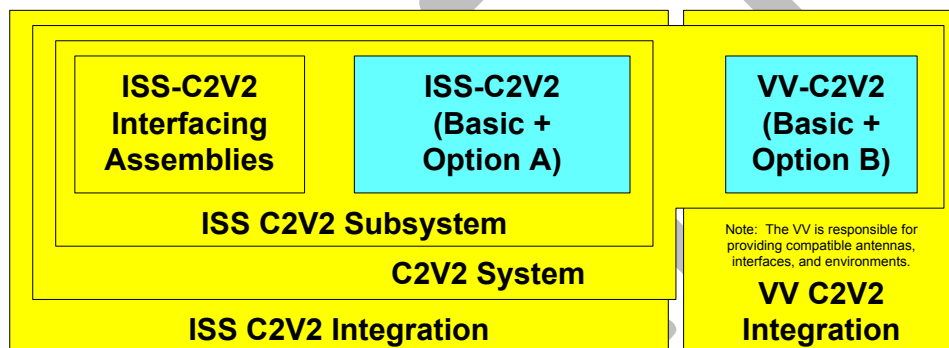 ISS-C2V2
Interfacing
Assemblies
ISS-C2V2
(Basic +
Option A)
VV-C2V2
(Basic +
Option B)
ISS C2V2 Subsystem
C2V2 System
ISS C2V2 Integration
Note:  The VV is responsible for
providing compatible antennas,
interfaces, and environments.
VV C2V2
Integration